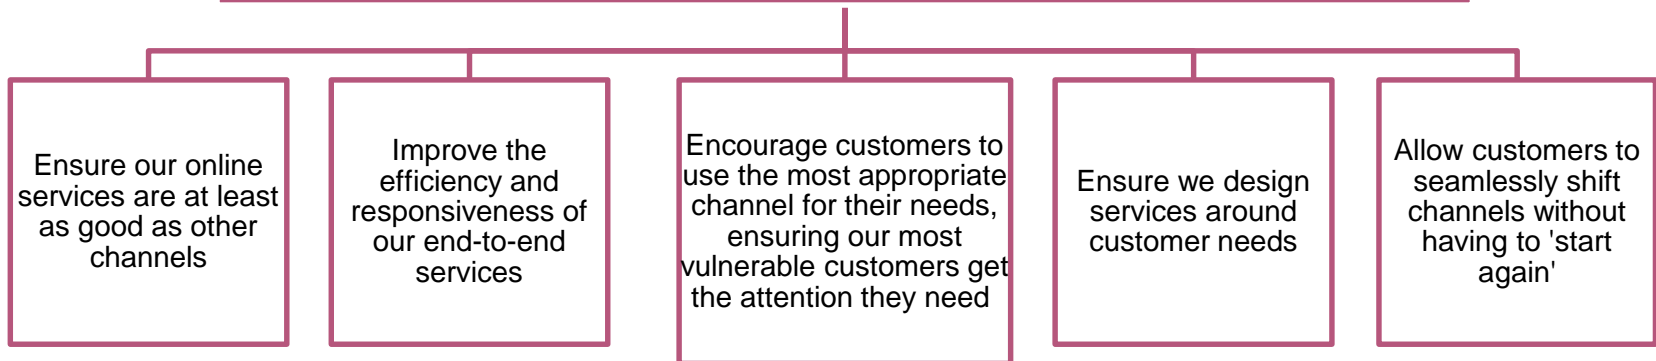 Ensure our online
services are at least
as good as other
channels
Improve the
efficiency and
responsiveness of
our end-to-end
services
Encourage customers to
use the most appropriate
channel for their needs,
ensuring our most
vulnerable customers get
the attention they need
Ensure we design
services around
customer needs
Allow customers to
seamlessly shift
channels without
having to 'start
again'